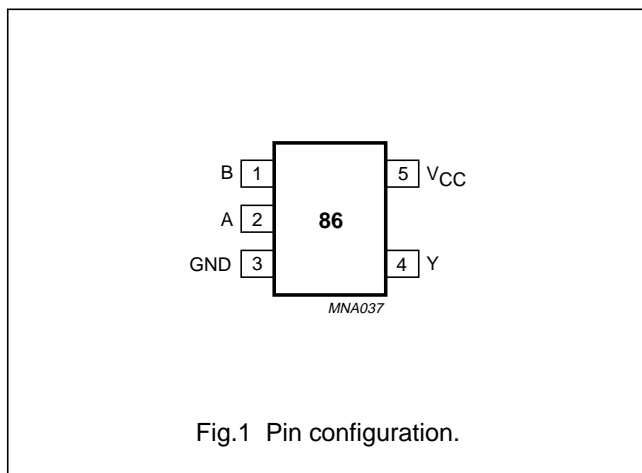 B 1 5 VCC
A 2 86
GND 3 4 Y
MNA037
Fig.1 Pin configuration.